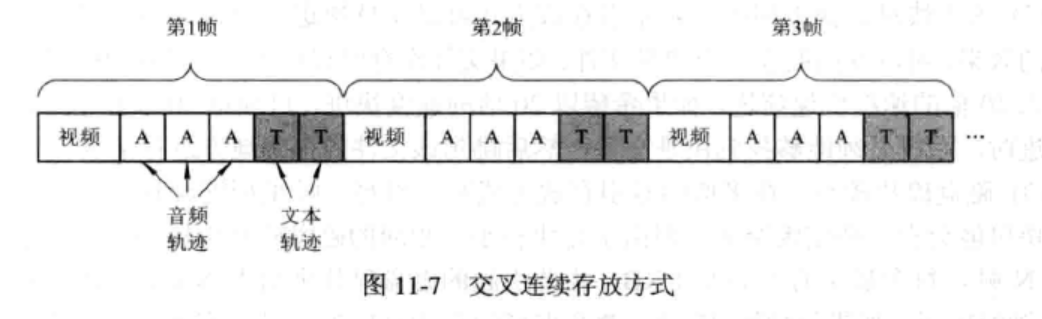 第1帧 第2帧 第3帧
视频 A A A T T 视频 A A A T T 视频 A A A T T …
音频 文本
轨迹 轨迹
图 11-7 交叉连续存放方式